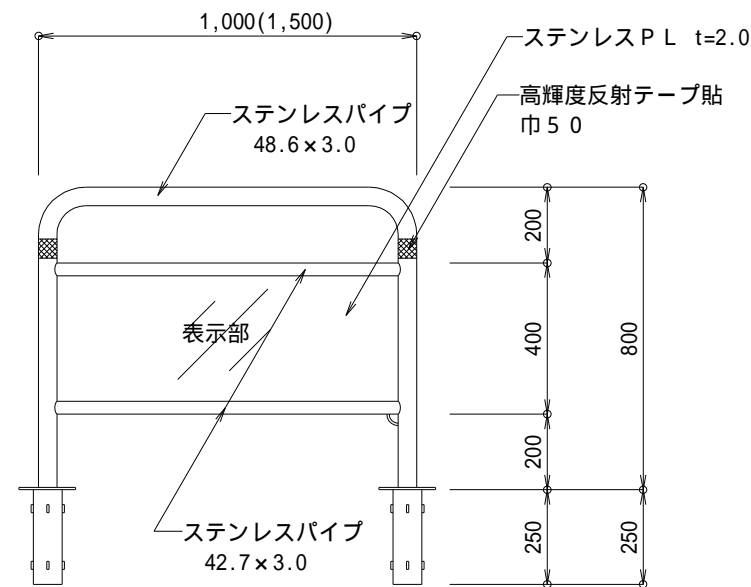 1,000(1,500)
ステンレスＰＬ t=2.0
高輝度反射テープ貼
巾５０
ステンレスパイプ
48.6×3.0
200
表示部
400
800
200
ステンレスパイプ
42.7×3.0
250
250